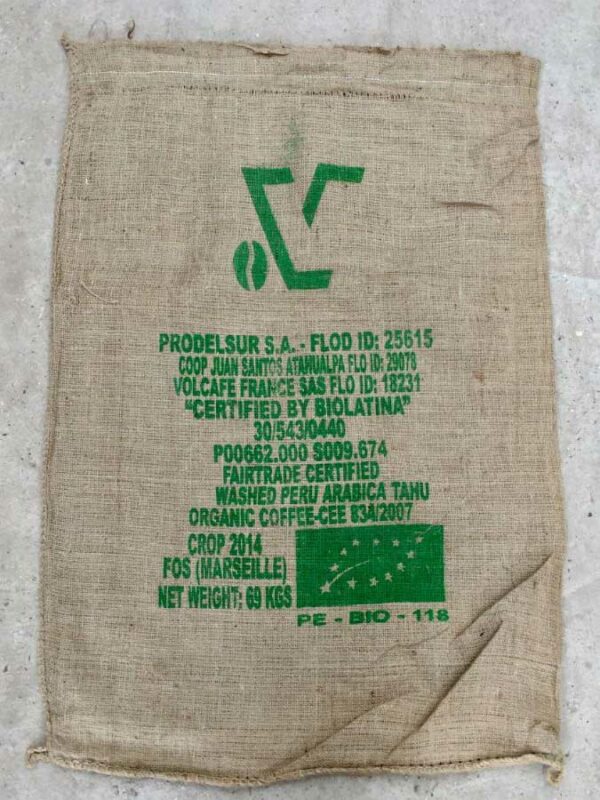 PRODELSUR S.A. - FLOD ID: 25615
COOP JUAN SANTOS ATAHUALPA FLO ID: 29078
VOLCAFE FRANCE SAS FLO ID: 18231
"CERTIFIED BY BIOLATINA"
30/543/0440
P00662.000 S009.674
FAIRTRADE CERTIFIED
WASHED PERU ARABICA TAHU
ORGANIC COFFEE-CEE 834/2007
CROP 2014
FOS (MARSEILLE)
NET WEIGHT: 69 KGS
PE - BIO - 118